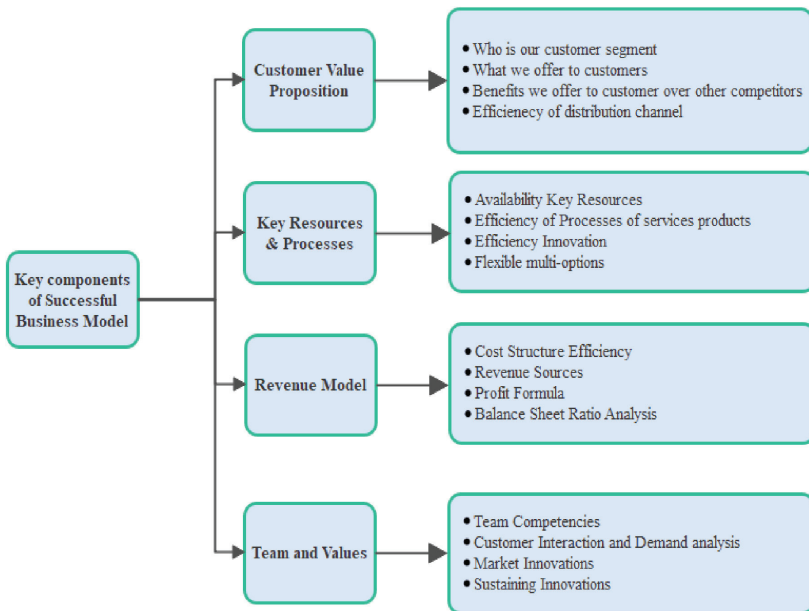 Customer Value
Proposition
• Who is our customer segment
• What we offer to customers
• Benefits we offer to customer over other competitors
• Efficienecy of distribution channel
Key Resources
& Processes
• Availability Key Resources
• Efficiency of Processes of services products
• Efficiency Innovation
• Flexible multi-options
Key components
of Successful
Business Model
Revenue Model
• Cost Structure Efficiency
• Revenue Sources
• Profit Formula
• Balance Sheet Ratio Analysis
Team and Values
• Team Competencies
• Customer Interaction and Demand analysis
• Market Innovations
• Sustaining Innovations